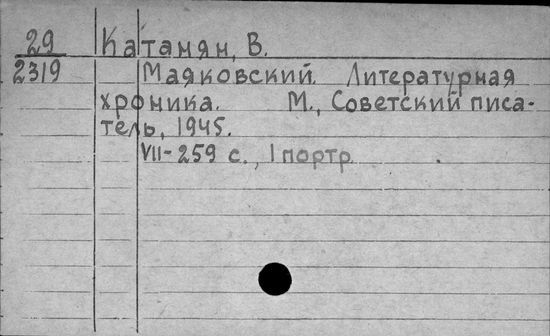 29 Катанян, В.
2319 Маяковский. Литературная
хроника. М., Советский писа-
тель, 1945.
VII-259 с., 1 портр.